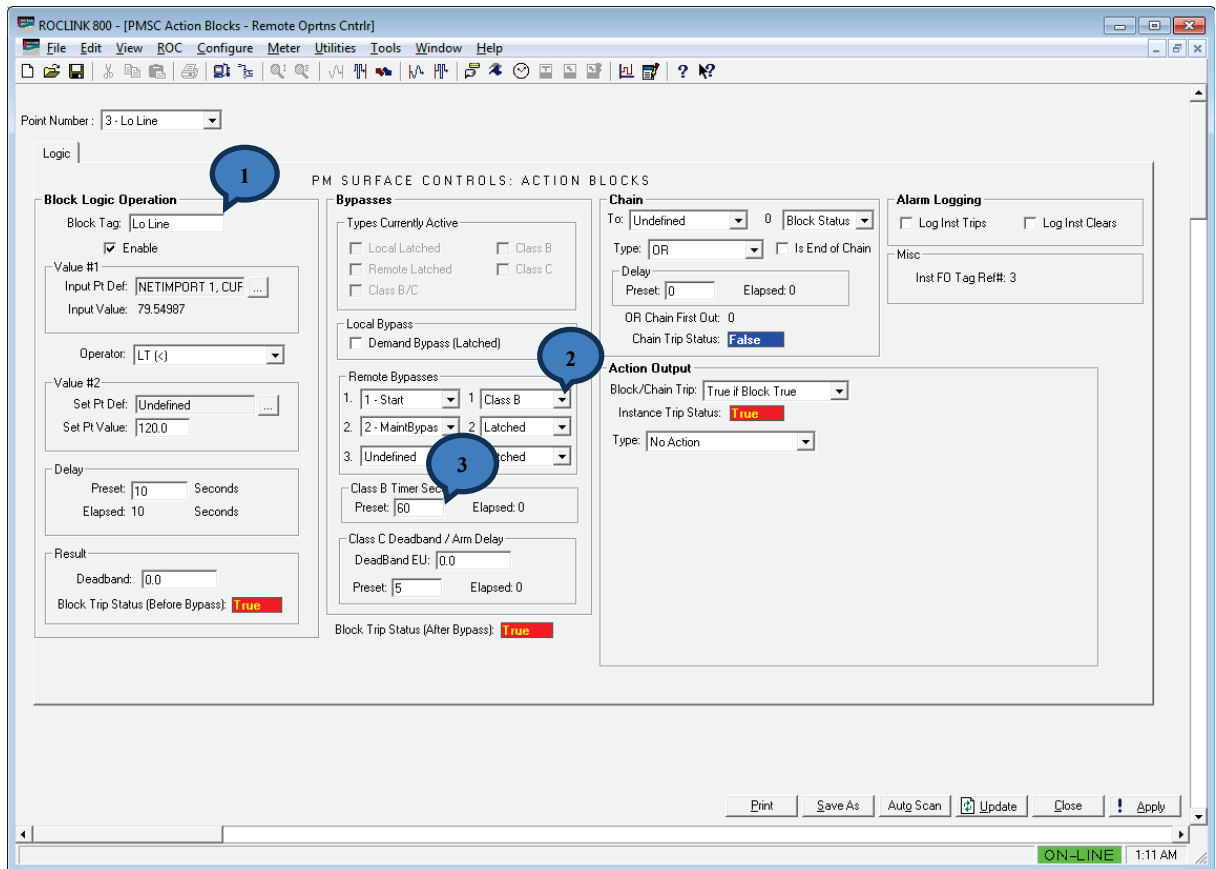 ROCLINK 800 - [PMSC Action Blocks - Remote Oprtns Cntrlr]
File Edit View ROC Configure Meter Utilities Tools Window Help
Point Number : 3 - Lo Line
Logic
1
PM SURFACE CONTROLS: ACTION BLOCKS
Block Logic Operation
Block Tag: Lo Line
Enable
Value #1
Input Pt Def: NETIMPORT 1, CUF ...
Input Value: 79.54987
Operator: LT (<)
Value #2
Set Pt Def: Undefined ...
Set Pt Value: 120.0
Delay
Preset: 10 Seconds
Elapsed: 10 Seconds
Result
Deadband: 0.0
Block Trip Status (Before Bypass): True
Bypasses
Types Currently Active
Local Latched Class B
Remote Latched Class C
Class B/C
Local Bypass
Demand Bypass (Latched)
2
Remote Bypasses
1. 1 - Start 1 Class B
2. 2 - MaintBypas 2 Latched
3. Undefined tched
3
Class B Timer Sec
Preset: 60 Elapsed: 0
Class C Deadband / Arm Delay
DeadBand EU: 0.0
Preset: 5 Elapsed: 0
Block Trip Status (After Bypass): True
Chain
To: Undefined 0 Block Status
Type: OR Is End of Chain
Delay
Preset: 0 Elapsed: 0
OR Chain First Out: 0
Chain Trip Status: False
Action Output
Block/Chain Trip: True if Block True
Instance Trip Status: True
Type: No Action
Alarm Logging
Log Inst Trips Log Inst Clears
Misc
Inst FO Tag Ref#: 3
Print Save As Auto Scan Update Close ! Apply
ON-LINE 1:11 AM